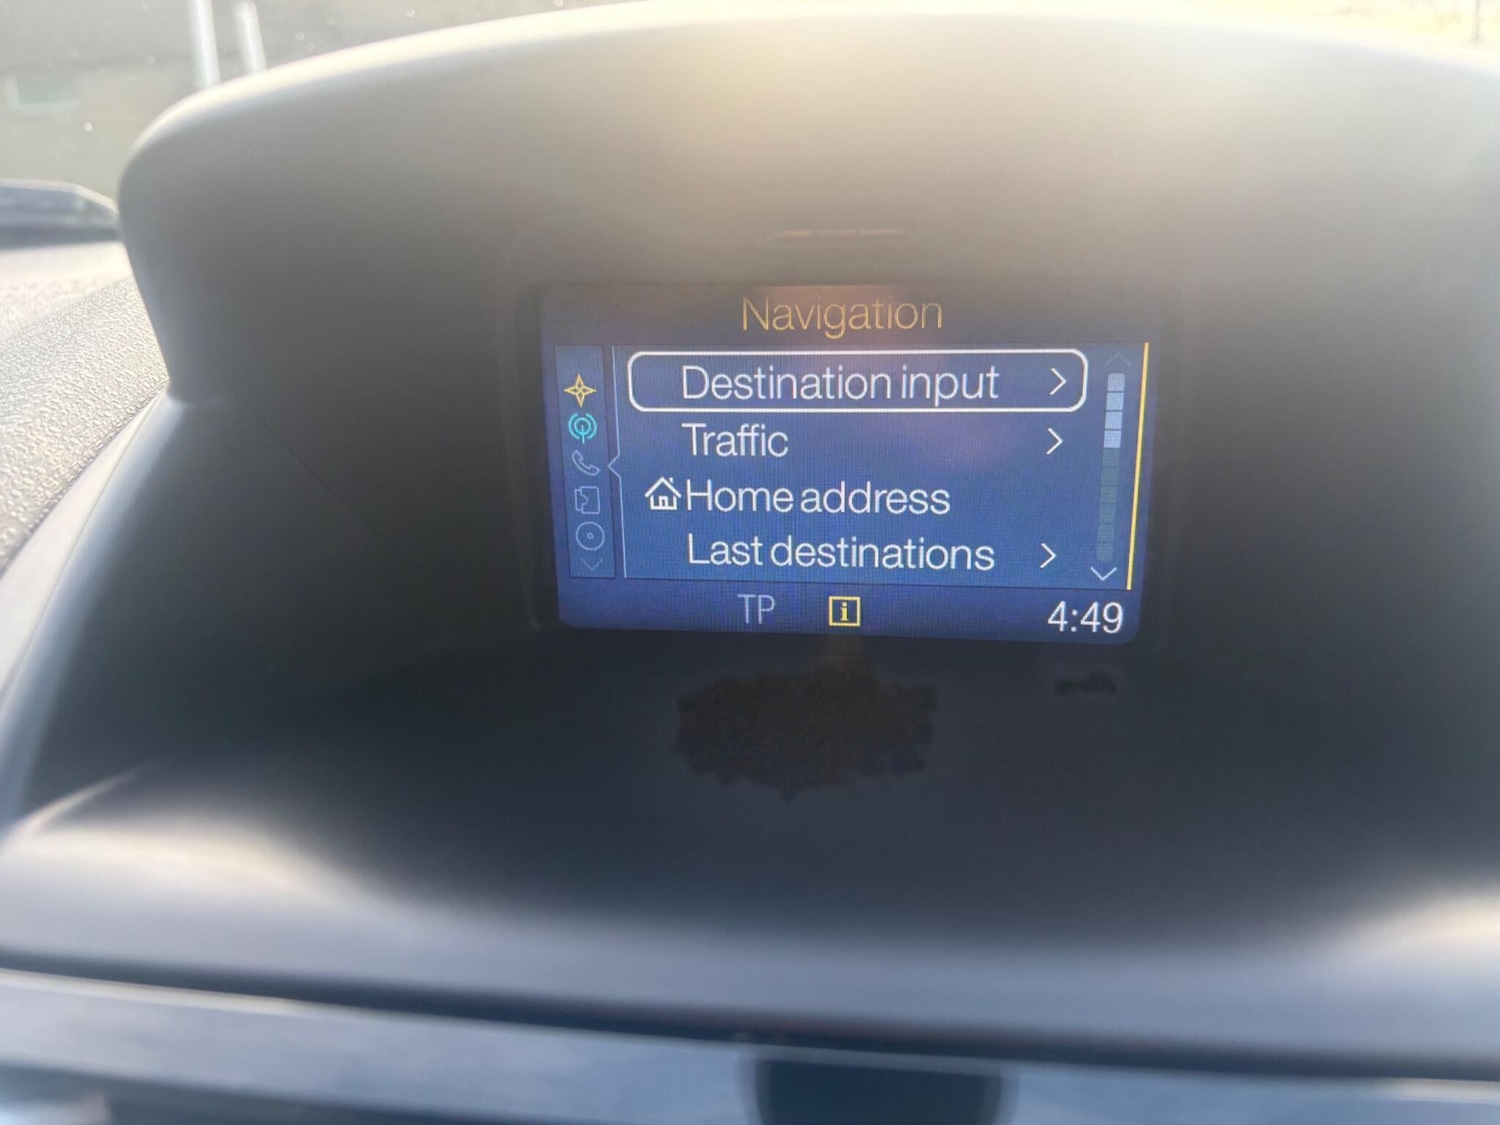 Navigation
Destination input
Traffic
Home address
Last destinations
TP i 4:49